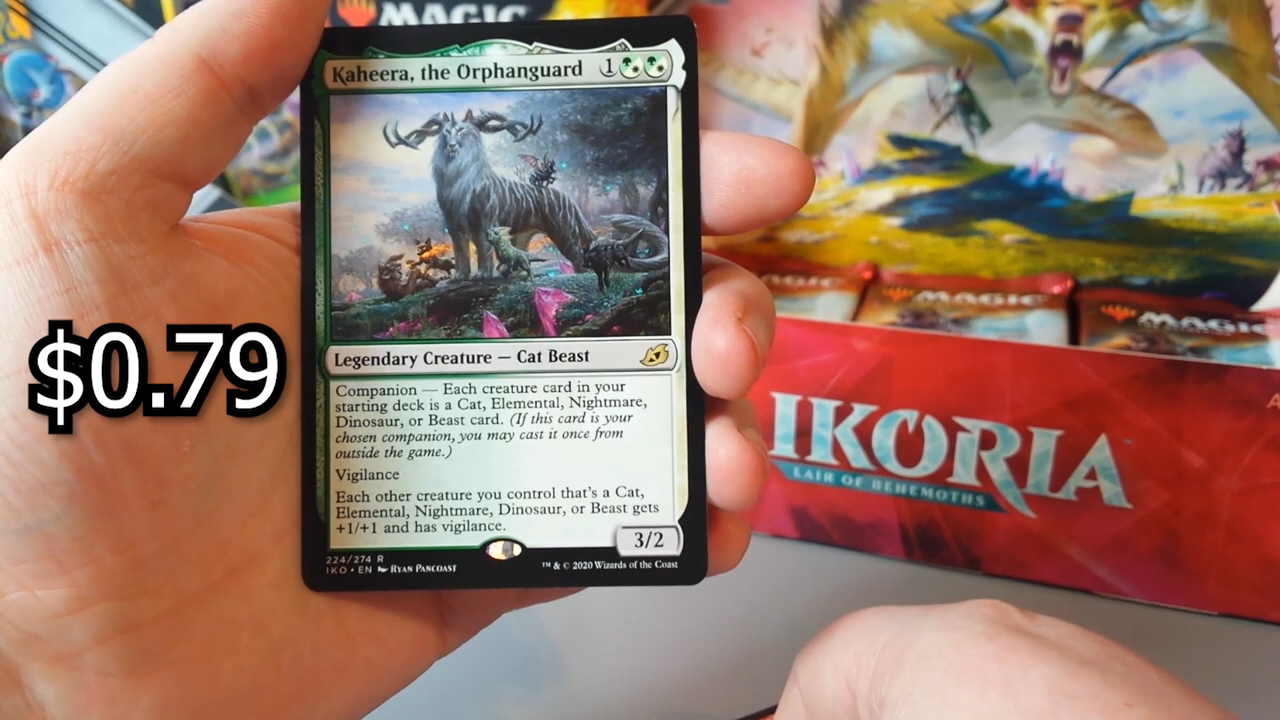 MAGIC
Kaheera, the Orphanguard 1
Legendary Creature — Cat Beast
Companion — Each creature card in your
starting deck is a Cat, Elemental, Nightmare,
Dinosaur, or Beast card. (If this card is your
chosen companion, you may cast it once from
outside the game.)
Vigilance
Each other creature you control that's a Cat,
Elemental, Nightmare, Dinosaur, or Beast gets
+1/+1 and has vigilance.
3/2
224/274 R
IKO • EN RYAN PANCOAST
™ & © 2020 Wizards of the Coast
$0.79
MAGIC
MAGIC
IKORIA
LAIR OF BEHEMOTHS